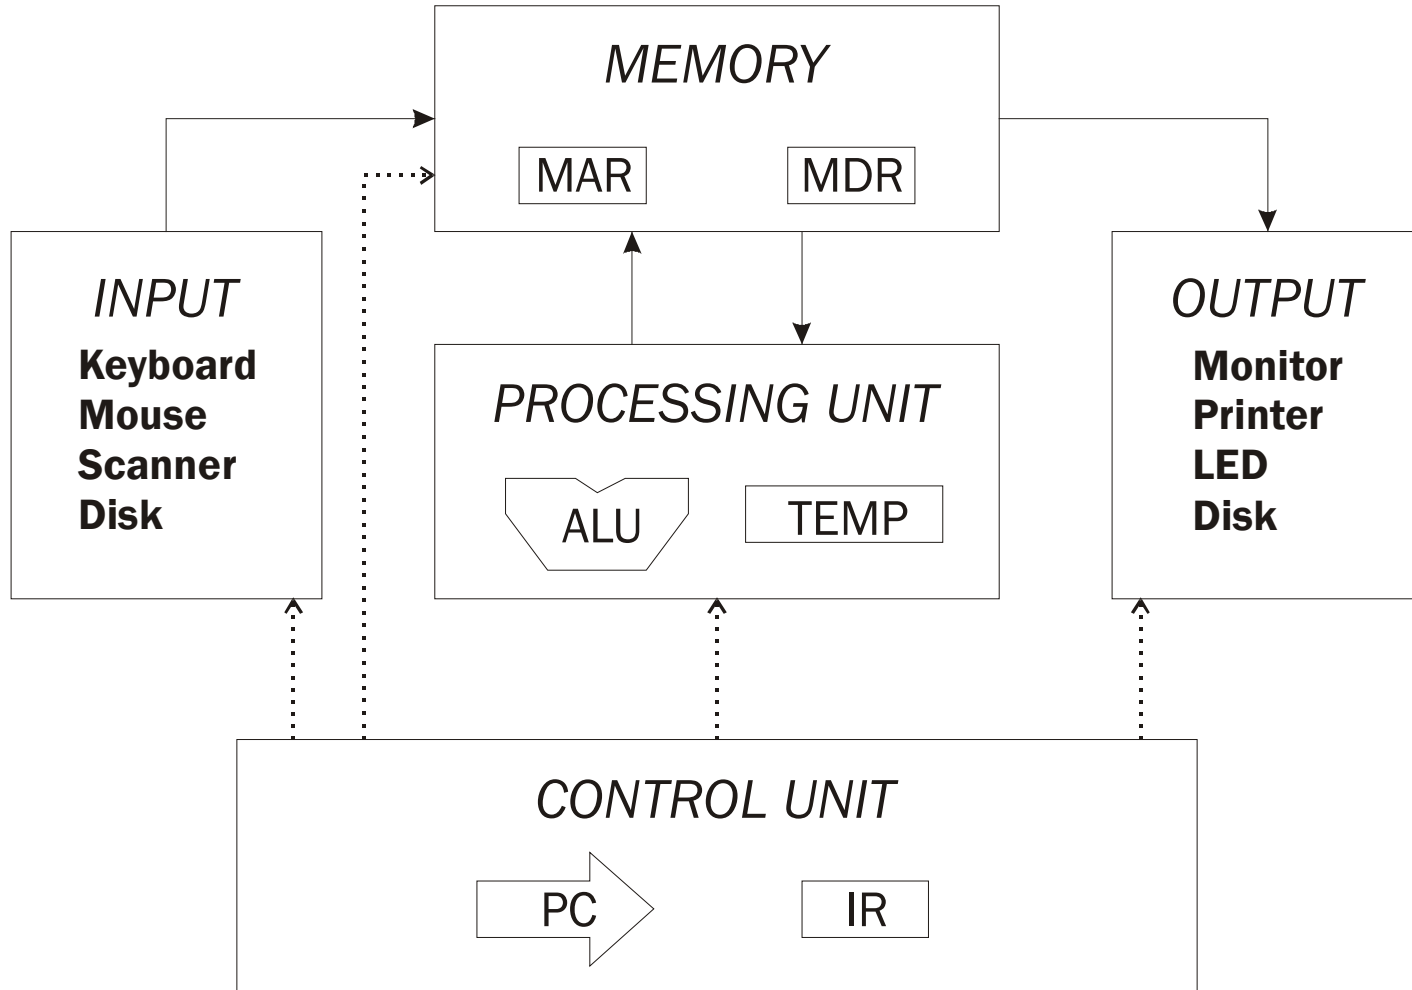 MEMORY
MAR
MDR
INPUT
Keyboard
Mouse
Scanner
Disk
PROCESSING UNIT
ALU
TEMP
OUTPUT
Monitor
Printer
LED
Disk
CONTROL UNIT
PC
IR